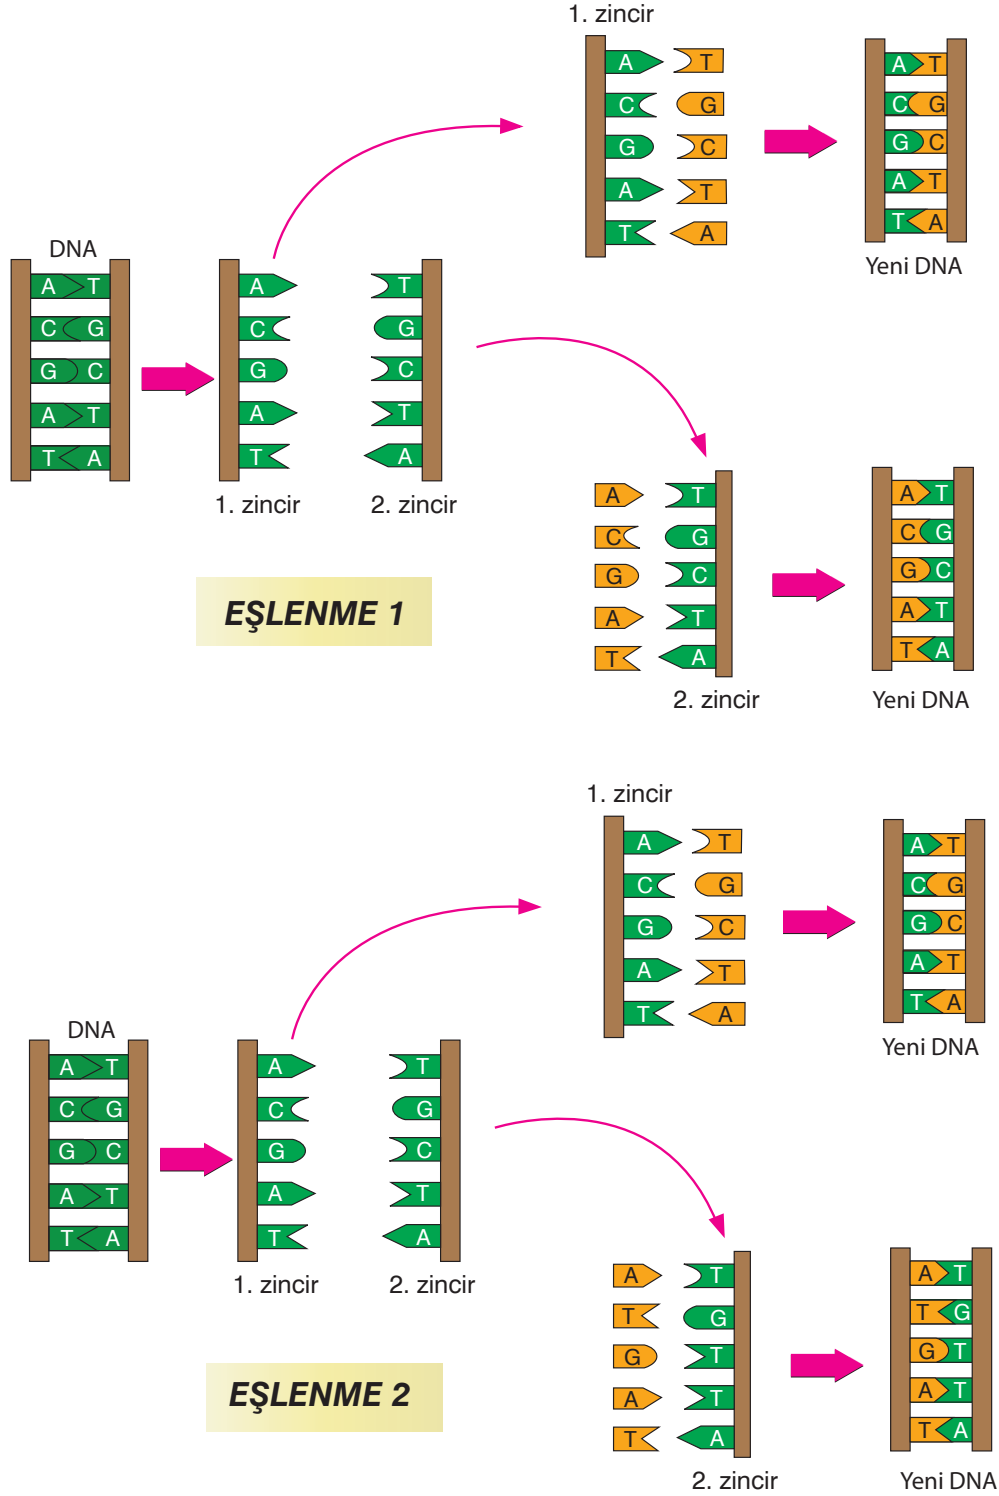 1. zincir
A T
C G
G C
A T
T A
A T
C G
G C
A T
T A
Yeni DNA
DNA
A T
C G
G C
A T
T A
A T
C G
G C
A T
T A
1. zincir 2. zincir
A T
C G
G C
A T
T A
2. zincir
A T
C G
G C
A T
T A
Yeni DNA
EŞLENME 1
1. zincir
A T
C G
G C
A T
T A
A T
C G
G C
A T
T A
Yeni DNA
DNA
A T
C G
G C
A T
T A
A T
C G
G C
A T
T A
1. zincir 2. zincir
A T
T G
G T
A T
T A
2. zincir
A T
T G
G T
A T
T A
Yeni DNA
EŞLENME 2